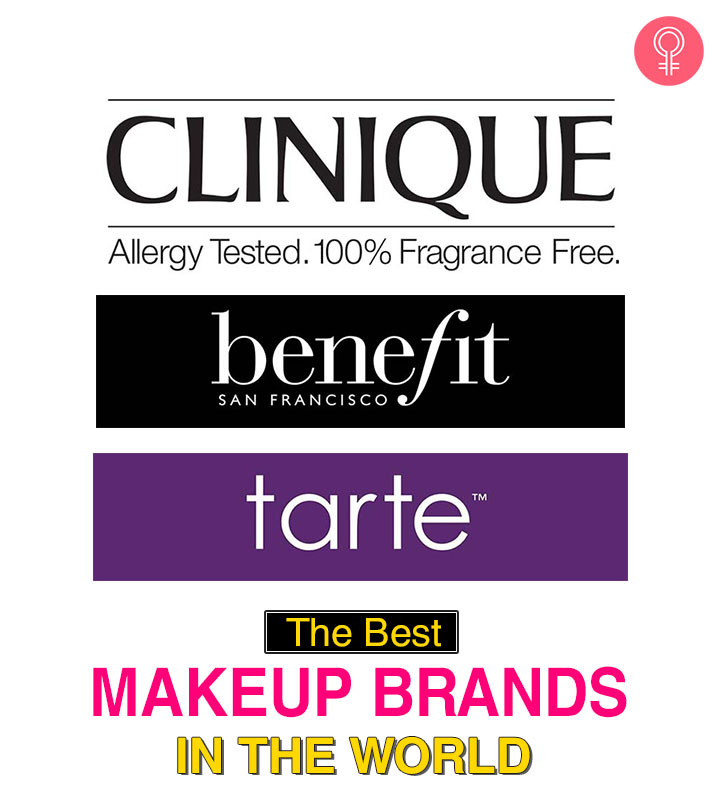 CLINIQUE
Allergy Tested. 100% Fragrance Free.
benefit
SAN FRANCISCO
tarte™
The Best
MAKEUP BRANDS
IN THE WORLD